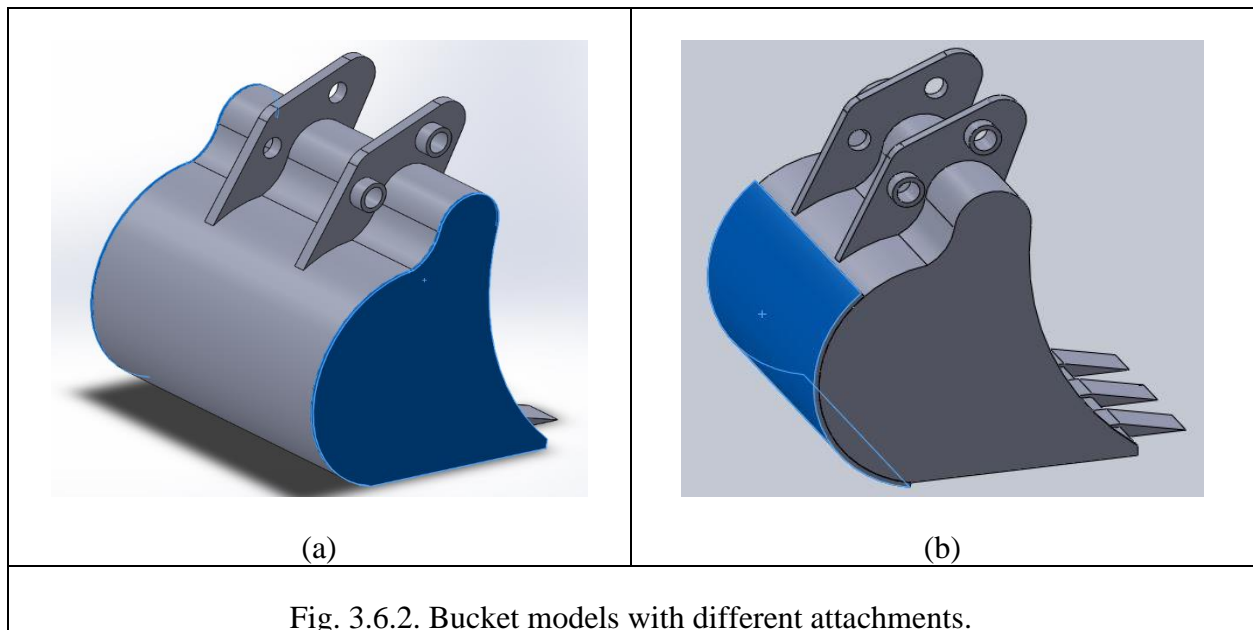 (a)
(b)
Fig. 3.6.2. Bucket models with different attachments.